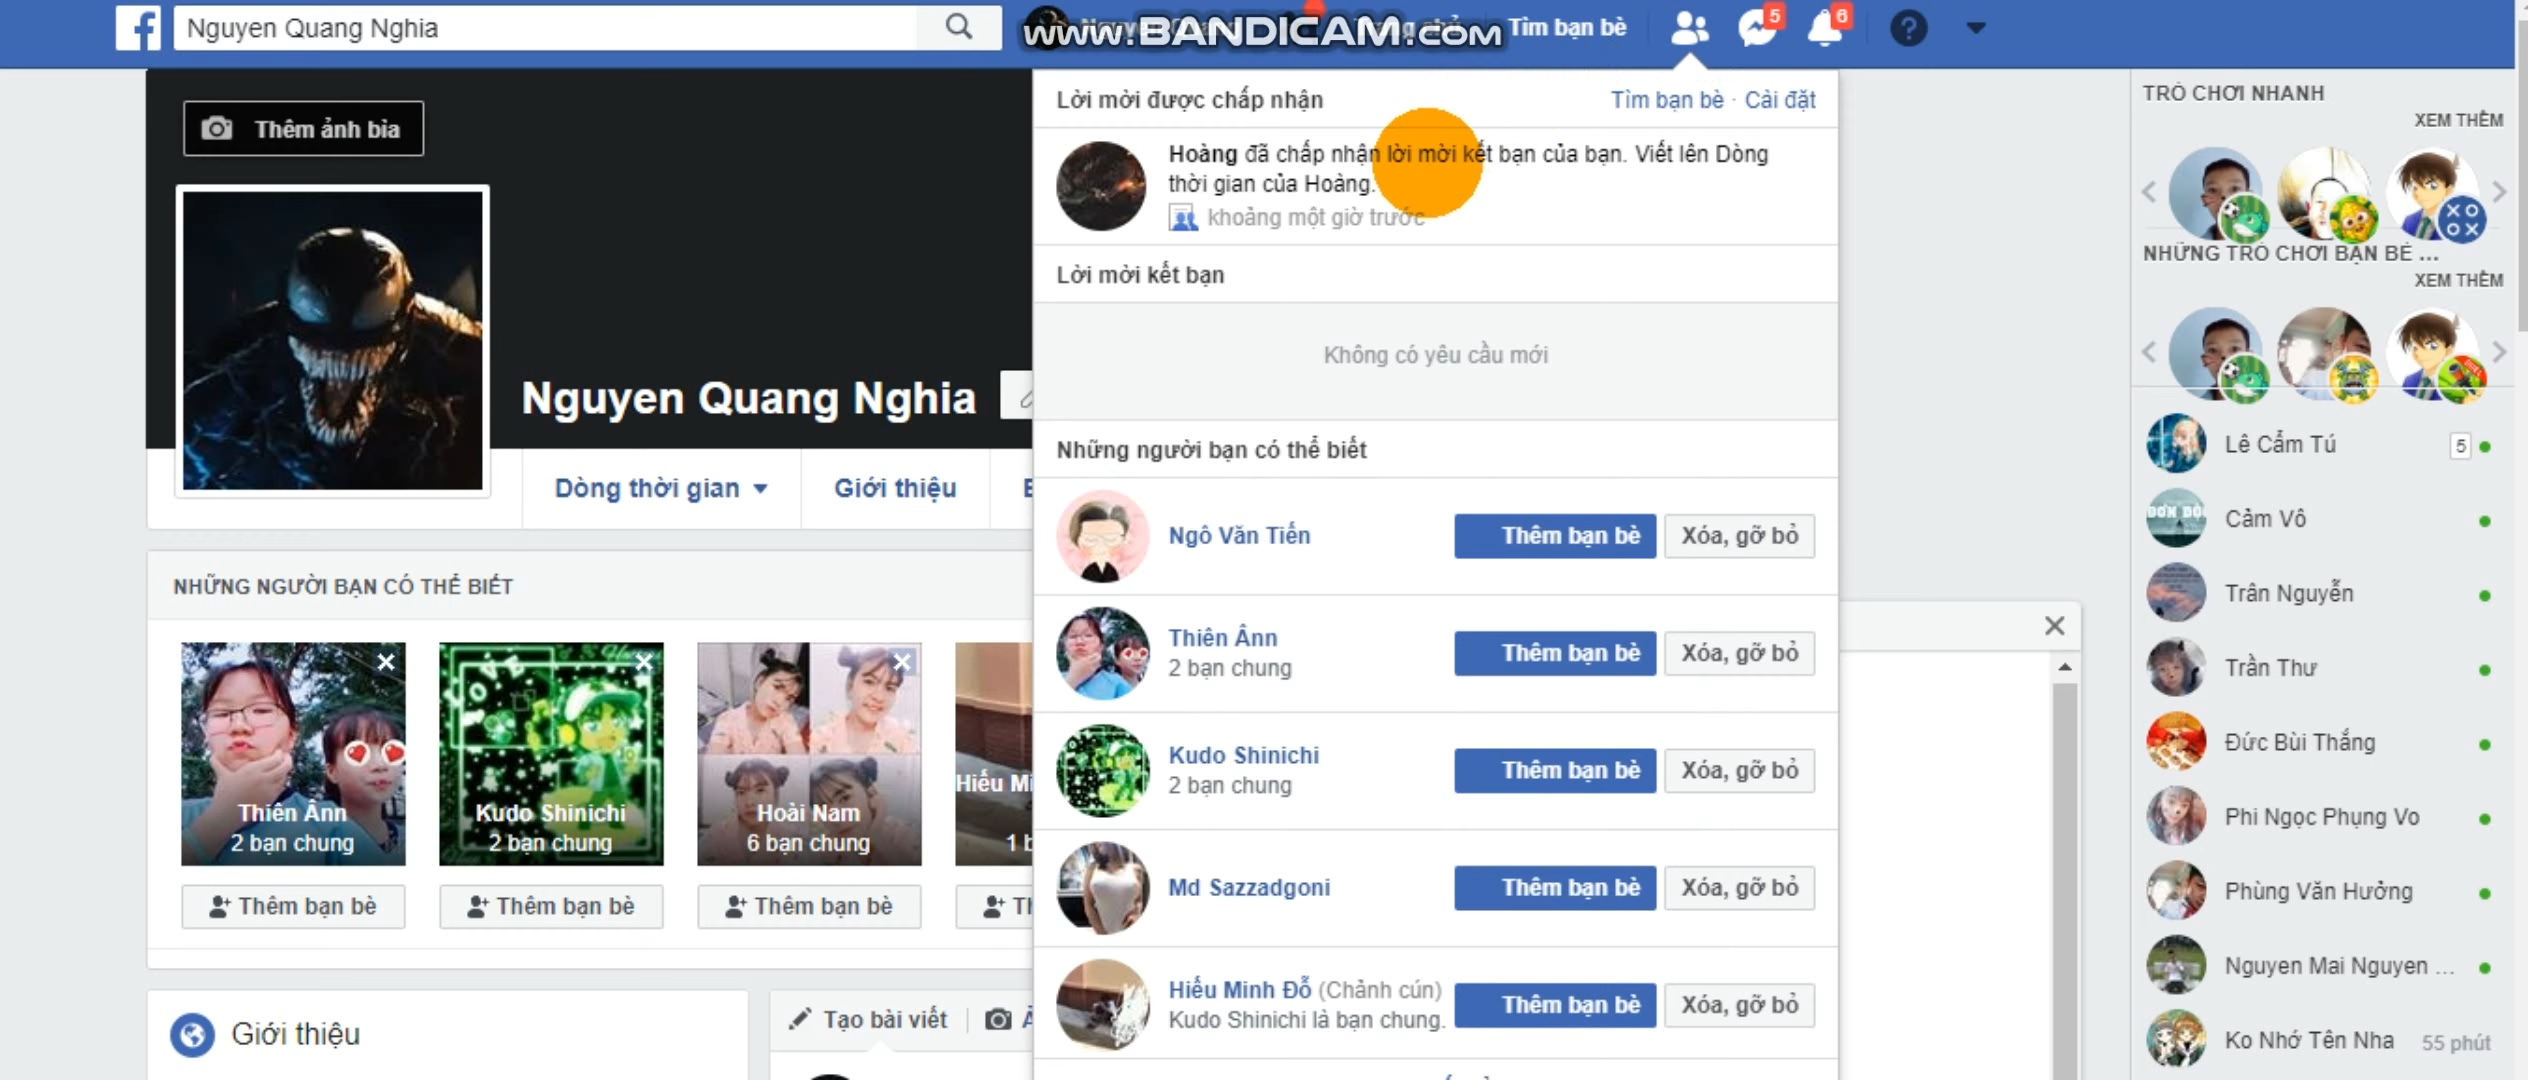 Nguyen Quang Nghia
www.BANDICAM.com
Tìm bạn bè
5
6
Thêm ảnh bìa
Nguyen Quang Nghia
Dòng thời gian
Giới thiệu
NHỮNG NGƯỜI BẠN CÓ THỂ BIẾT
Thiên Ânn
2 bạn chung
Thêm bạn bè
Kudo Shinichi
2 bạn chung
Thêm bạn bè
Hoài Nam
6 bạn chung
Thêm bạn bè
Hiếu Mi
1 b
Giới thiệu
Tạo bài viết
Lời mời được chấp nhận
Tìm bạn bè · Cài đặt
Hoàng đã chấp nhận lời mời kết bạn của bạn. Viết lên Dòng
thời gian của Hoàng.
khoảng một giờ trước
Lời mời kết bạn
Không có yêu cầu mới
Những người bạn có thể biết
Ngô Văn Tiến
Thêm bạn bè
Xóa, gỡ bỏ
Thiên Ânn
2 bạn chung
Thêm bạn bè
Xóa, gỡ bỏ
Kudo Shinichi
2 bạn chung
Thêm bạn bè
Xóa, gỡ bỏ
Md Sazzadgoni
Thêm bạn bè
Xóa, gỡ bỏ
Hiếu Minh Đỗ (Chảnh cún)
Kudo Shinichi là bạn chung.
Thêm bạn bè
Xóa, gỡ bỏ
TRÒ CHƠI NHANH
XEM THÊM
NHỮNG TRÒ CHƠI BẠN BÈ ...
XEM THÊM
Lê Cẩm Tú
5
Cảm Vô
Trân Nguyễn
Trần Thư
Đức Bùi Thắng
Phi Ngọc Phụng Vo
Phùng Văn Hưởng
Nguyen Mai Nguyen ...
Ko Nhớ Tên Nha
55 phút